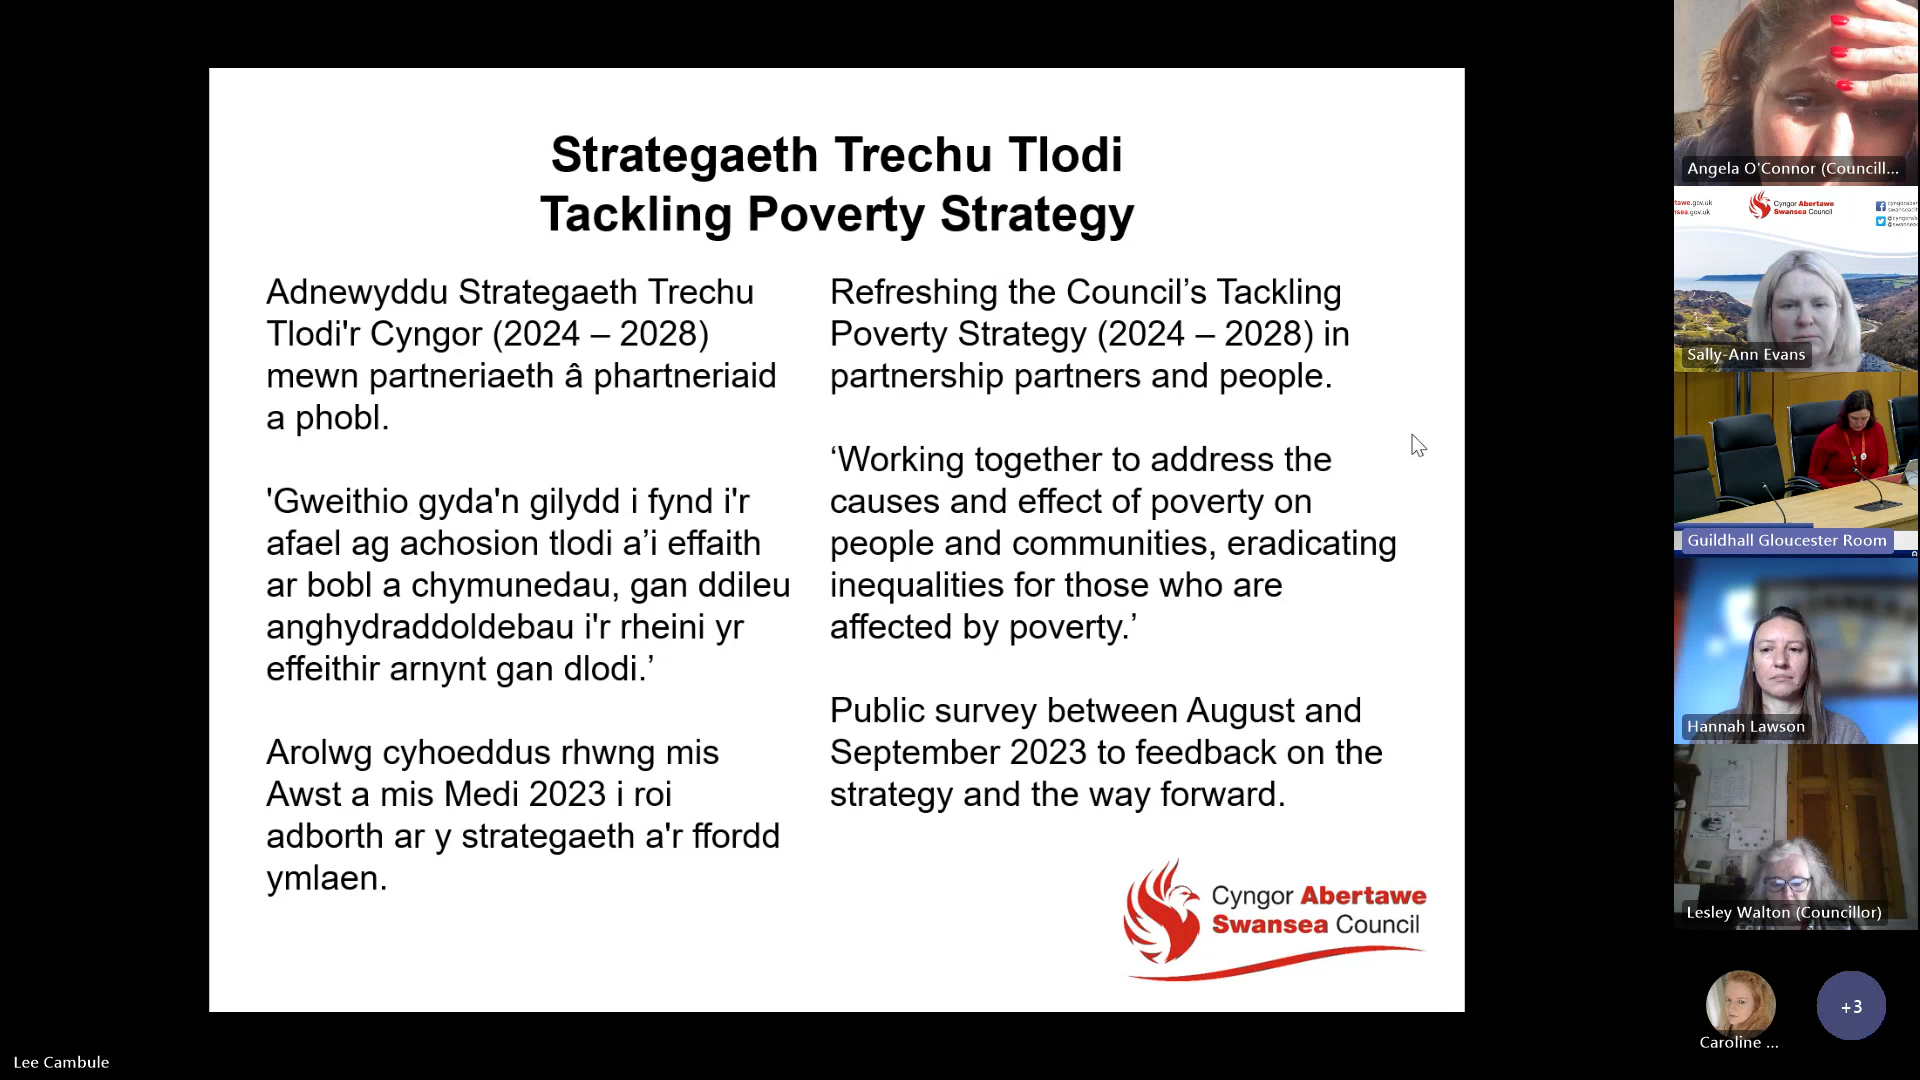 Strategaeth Trechu Tlodi
Tackling Poverty Strategy
Adnewyddu Strategaeth Trechu
Tlodi'r Cyngor (2024 – 2028)
mewn partneriaeth â phartneriaid
a phobl.
'Gweithio gyda'n gilydd i fynd i'r
afael ag achosion tlodi a’i effaith
ar bobl a chymunedau, gan ddileu
anghydraddoldebau i'r rheini yr
effeithir arnynt gan dlodi.’
Arolwg cyhoeddus rhwng mis
Awst a mis Medi 2023 i roi
adborth ar y strategaeth a'r ffordd
ymlaen.
Refreshing the Council’s Tackling
Poverty Strategy (2024 – 2028) in
partnership partners and people.
‘Working together to address the
causes and effect of poverty on
people and communities, eradicating
inequalities for those who are
affected by poverty.’
Public survey between August and
September 2023 to feedback on the
strategy and the way forward.
Cyngor Abertawe
Swansea Council
Angela O'Connor (Councill...
Cyngor Abertawe
Swansea Council
Sally-Ann Evans
Guildhall Gloucester Room
Hannah Lawson
Lesley Walton (Councillor)
+3
Caroline ...
Lee Cambule